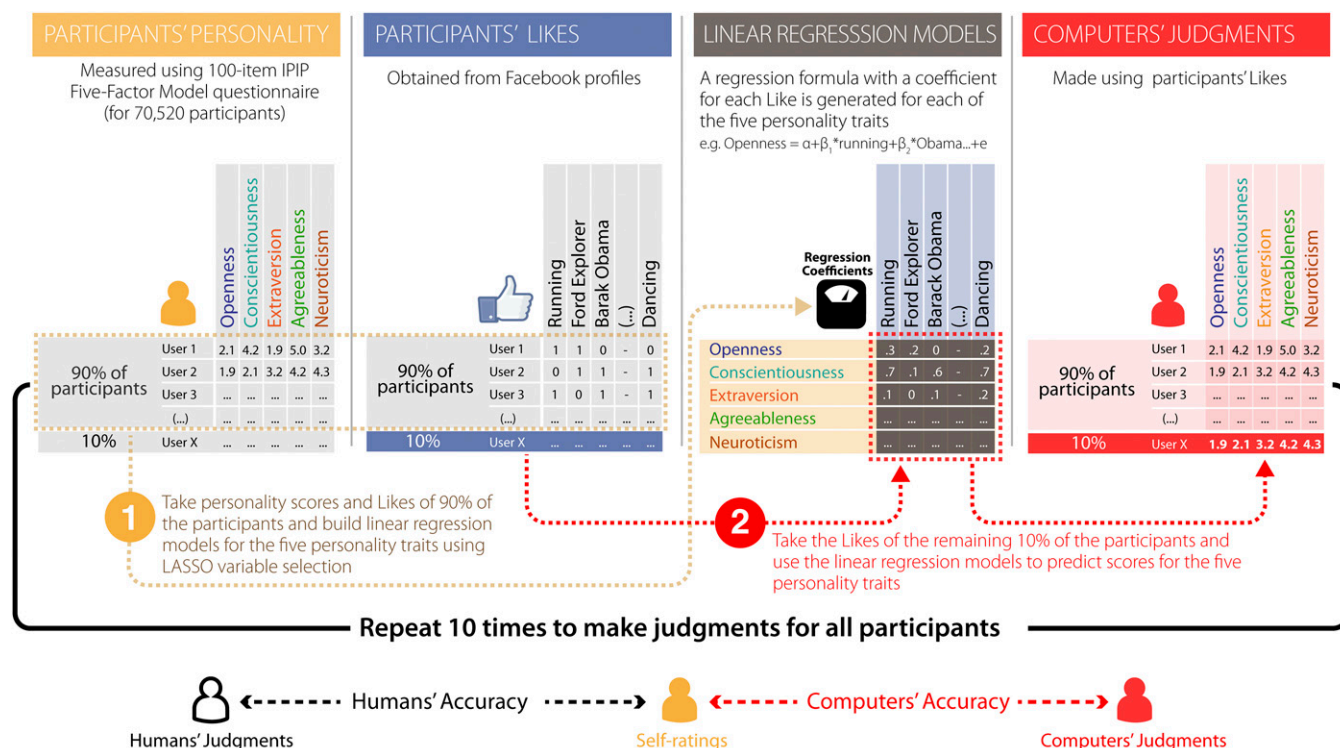 PARTICIPANTS' PERSONALITY
Measured using 100-item IPIP
Five-Factor Model questionnaire
(for 70,520 participants)
Openness
Conscientiousness
Extraversion
Agreeableness
Neuroticism
90% of
participants
User 1 2.1 4.2 1.9 5.0 3.2
User 2 1.9 2.1 3.2 4.2 4.3
User 3 ... ... ... ... ...
(...) ... ... ... ... ...
10% User X ... ... ... ... ...
PARTICIPANTS' LIKES
Obtained from Facebook profiles
Running
Ford Explorer
Barak Obama
(...)
Dancing
90% of
participants
User 1 1 1 0 - 0
User 2 0 1 1 - 1
User 3 1 0 1 - 1
(...) ... ... ... ... ...
10% User X ... ... ... ... ...
LINEAR REGRESSSION MODELS
A regression formula with a coefficient
for each Like is generated for each of
the five personality traits
e.g. Openness = α+β₁*running+β₂*Obama...+e
Regression
Coefficients
Running
Ford Explorer
Barack Obama
(...)
Dancing
Openness .3 .2 0 - .2
Conscientiousness .7 .1 .6 - .7
Extraversion .1 0 .1 - .2
Agreeableness ... ... ... ... ...
Neuroticism ... ... ... ... ...
COMPUTERS' JUDGMENTS
Made using participants' Likes
Openness
Conscientiousness
Extraversion
Agreeableness
Neuroticism
90% of
participants
User 1 2.1 4.2 1.9 5.0 3.2
User 2 1.9 2.1 3.2 4.2 4.3
User 3 ... ... ... ... ...
(...) ... ... ... ... ...
10% User X 1.9 2.1 3.2 4.2 4.3
1
Take personality scores and Likes of 90% of
the participants and build linear regression
models for the five personality traits using
LASSO variable selection
2
Take the Likes of the remaining 10% of the participants and
use the linear regression models to predict scores for the five
personality traits
Repeat 10 times to make judgments for all participants
Humans' Accuracy
Computers' Accuracy
Humans' Judgments
Self-ratings
Computers' Judgments